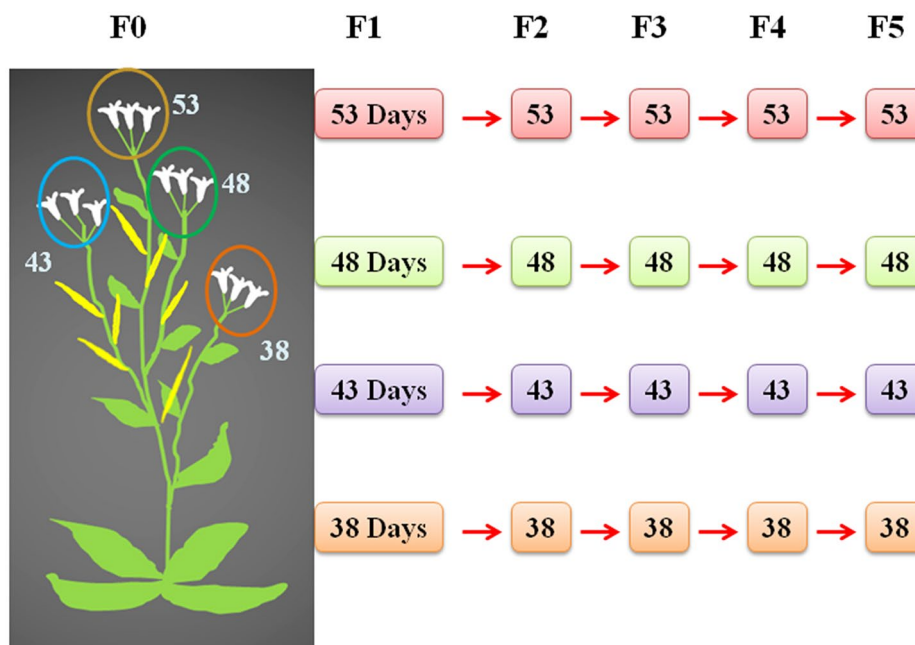 F0 F1 F2 F3 F4 F5
53
53 Days 53 53 53 53
48
43
48 Days 48 48 48 48
38
43 Days 43 43 43 43
38 Days 38 38 38 38